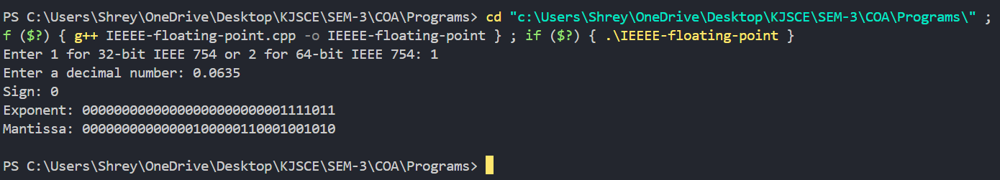 PS C:\Users\Shrey\OneDrive\Desktop\KJSCE\SEM-3\COA\Programs> cd "c:\Users\Shrey\OneDrive\Desktop\KJSCE\SEM-3\COA\Programs\" ;
f ($?) { g++ IEEEE-floating-point.cpp -o IEEEE-floating-point } ; if ($?) { .\IEEEE-floating-point }
Enter 1 for 32-bit IEEE 754 or 2 for 64-bit IEEE 754: 1
Enter a decimal number: 0.0635
Sign: 0
Exponent: 00000000000000000000000001111011
Mantissa: 00000000000000100000110001001010
PS C:\Users\Shrey\OneDrive\Desktop\KJSCE\SEM-3\COA\Programs>